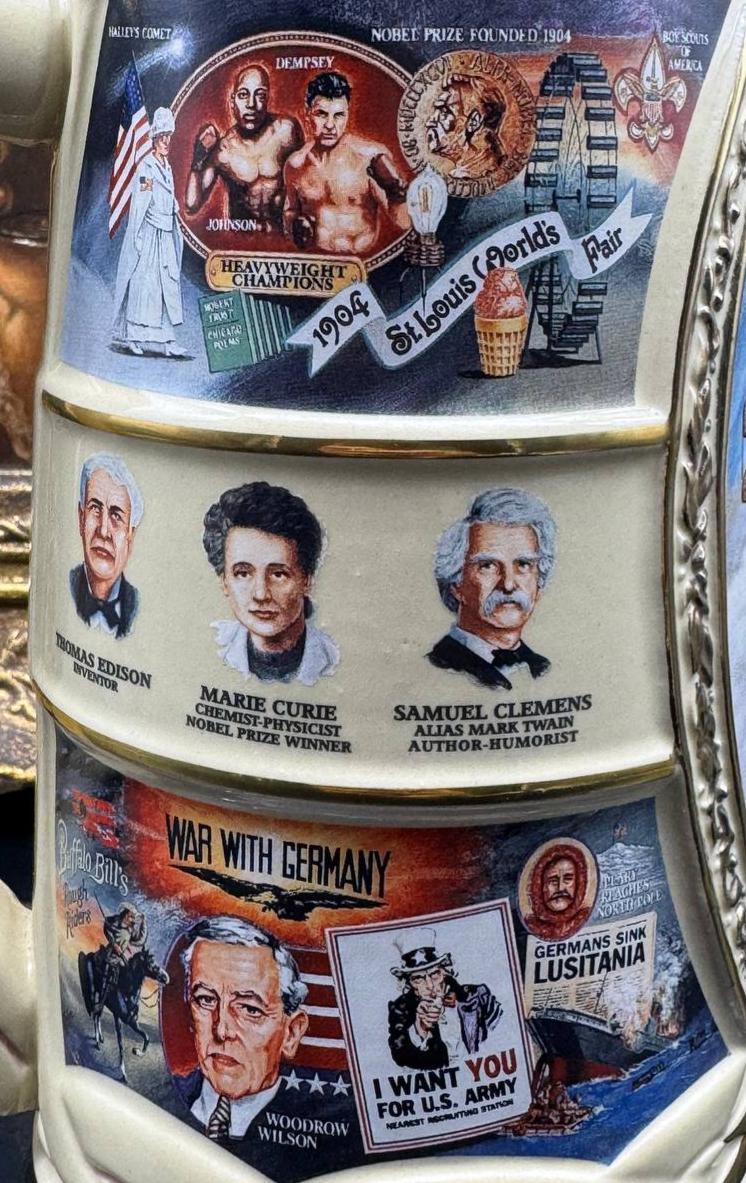 HALLEY'S COMET
NOBEL PRIZE FOUNDED 1904
BOY SCOUTS
OF
AMERICA
DEMPSEY
JOHNSON
HEAVYWEIGHT
CHAMPIONS
ROBERT
FROST
CHICAGO
POEMS
1904 St Louis World's Fair
THOMAS EDISON
INVENTOR
MARIE CURIE
CHEMIST-PHYSICIST
NOBEL PRIZE WINNER
SAMUEL CLEMENS
ALIAS MARK TWAIN
AUTHOR-HUMORIST
WAR WITH GERMANY
Buffalo Bill's
Rough
Riders
PEARY
REACHES
NORTH POLE
GERMANS SINK
LUSITANIA
I WANT YOU
FOR U.S. ARMY
NEAREST RECRUITING STATION
WOODROW
WILSON